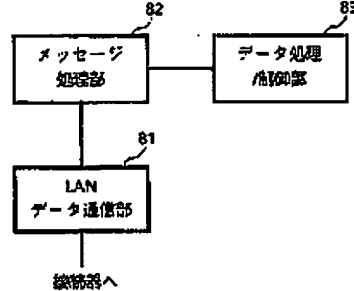 82
メッセージ
処理部
83
データ処理
制御部
81
LAN
データ通信部
接続器へ